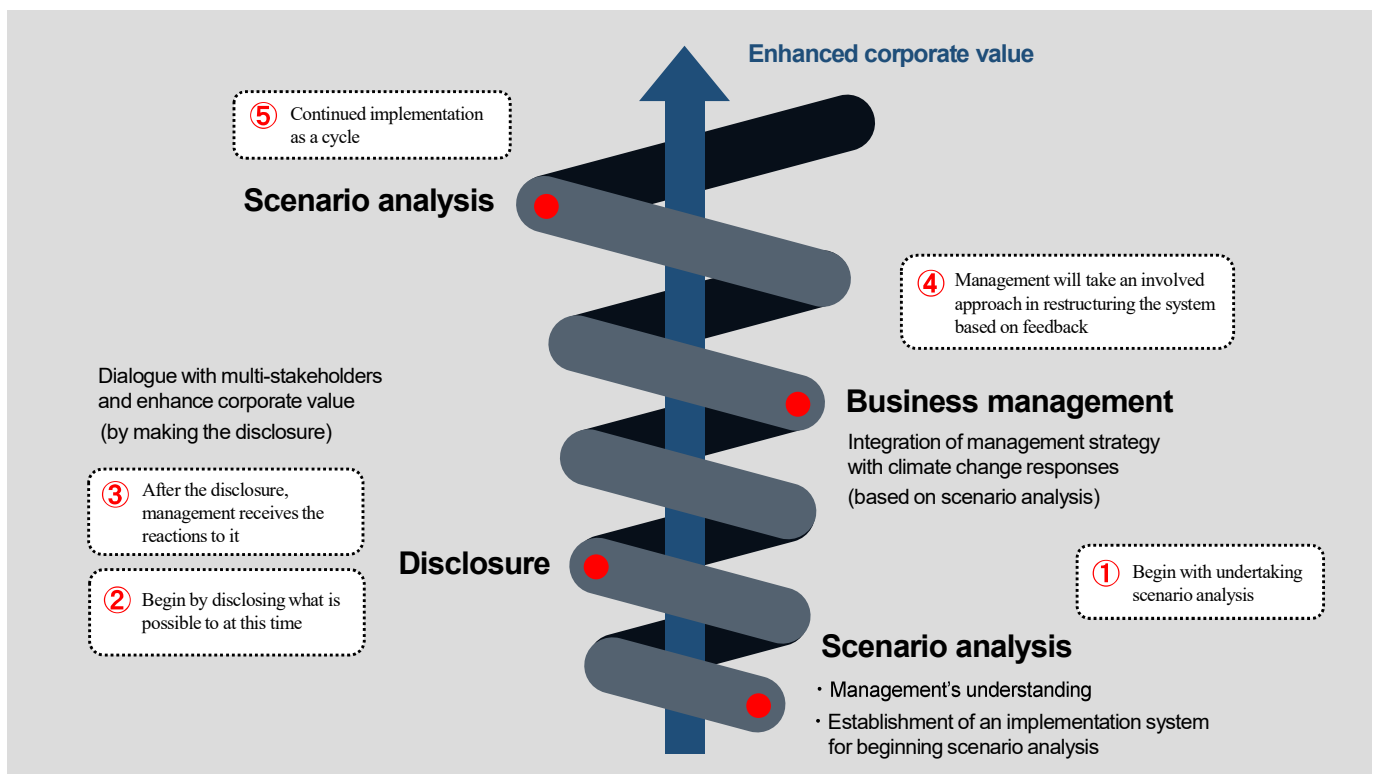 Enhanced corporate value
⑤ Continued implementation
as a cycle
Scenario analysis
④ Management will take an involved
approach in restructuring the system
based on feedback
Dialogue with multi-stakeholders
and enhance corporate value
(by making the disclosure)
Business management
Integration of management strategy
with climate change responses
(based on scenario analysis)
③ After the disclosure,
management receives the
reactions to it
Disclosure
② Begin by disclosing what is
possible to at this time
① Begin with undertaking
scenario analysis
Scenario analysis
・Management’s understanding
・Establishment of an implementation system
for beginning scenario analysis